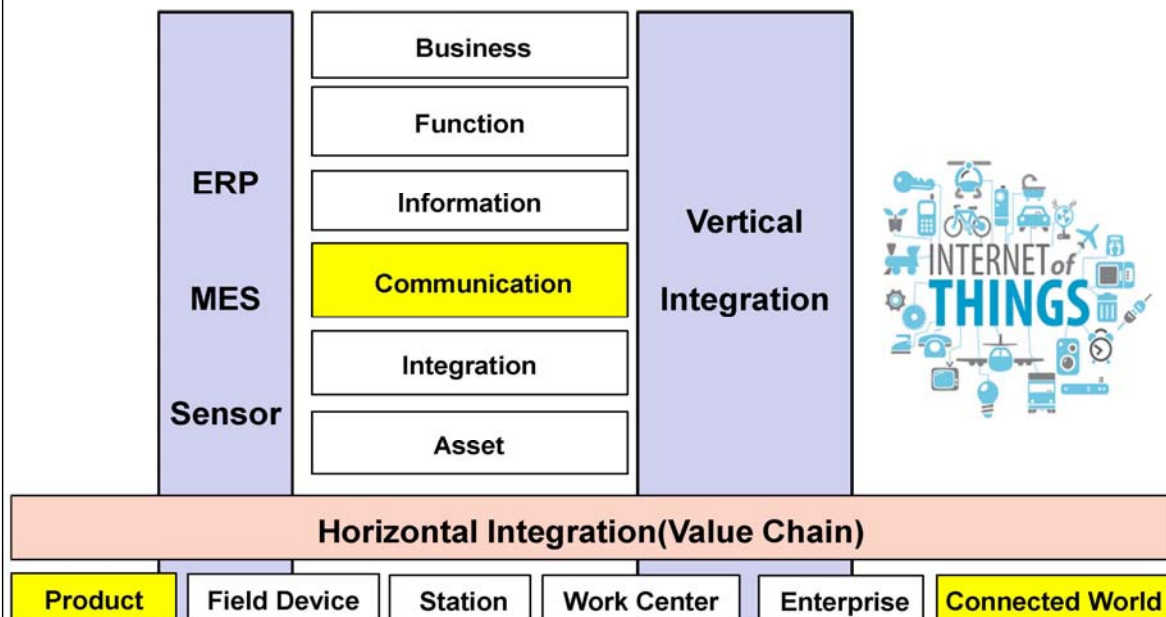 Business
Function
Information
Communication
Integration
Asset
ERP
MES
Sensor
Vertical
Integration
INTERNET of
THINGS
Horizontal Integration(Value Chain)
Product
Field Device
Station
Work Center
Enterprise
Connected World